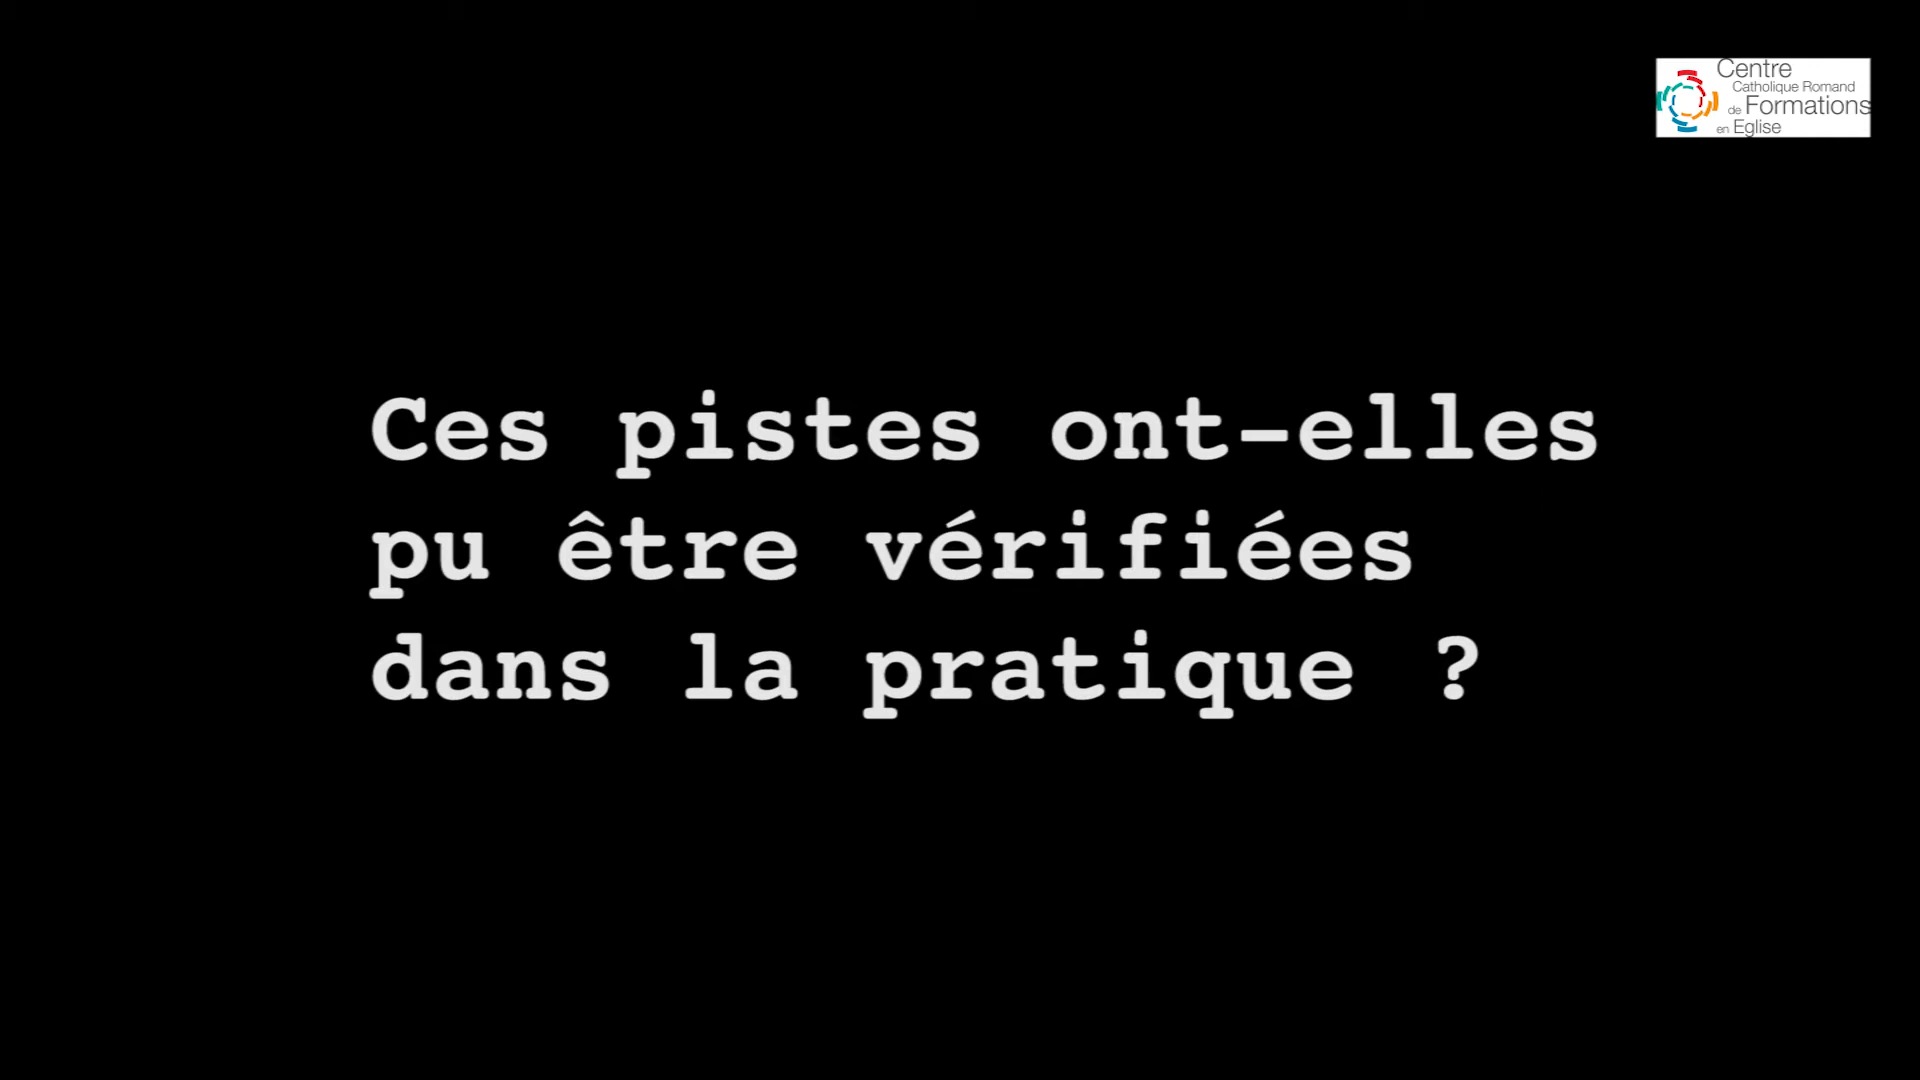 Centre
Catholique Romand
de Formations
en Eglise
Ces pistes ont-elles
pu être vérifiées
dans la pratique ?